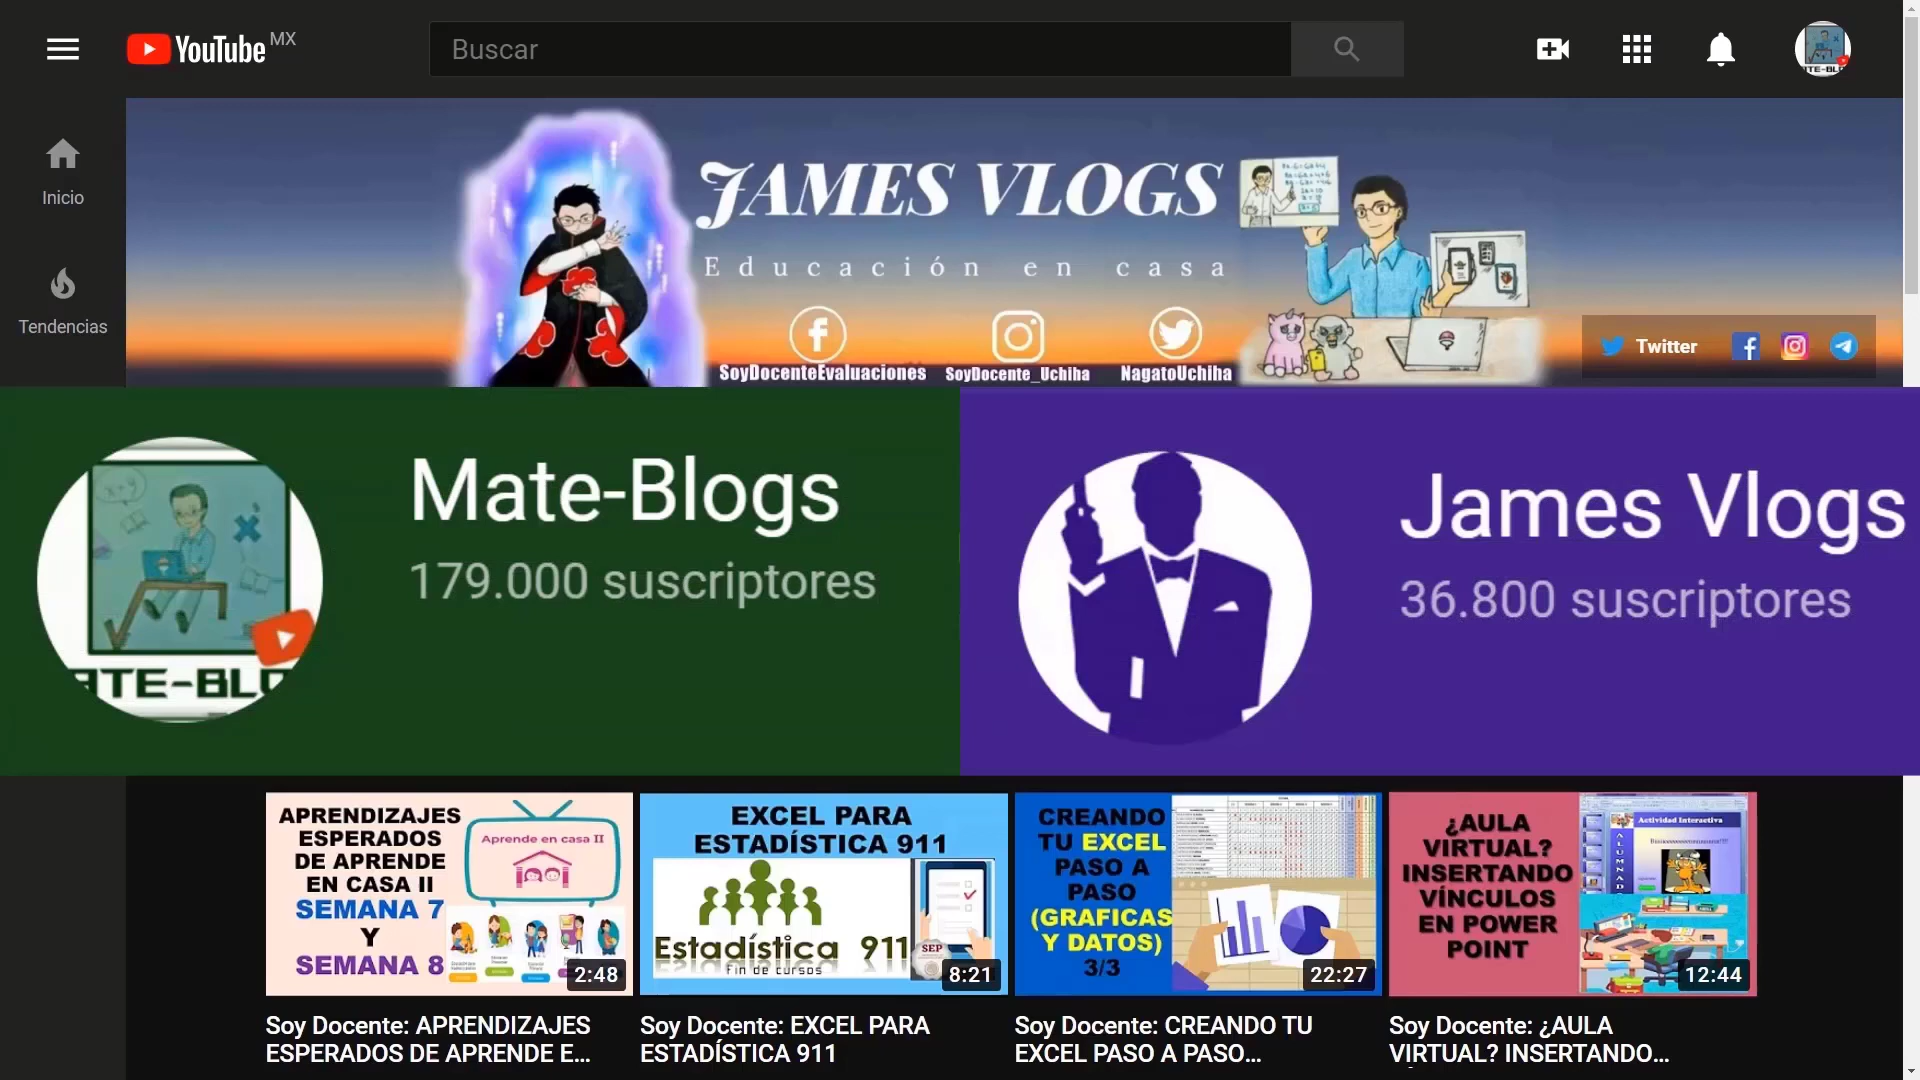 YouTube MX
Buscar
Inicio
Tendencias
JAMES VLOGS
Educación en casa
SoyDocenteEvaluaciones
SoyDocente_Uchiha
NagatoUchiha
Twitter
Mate-Blogs
179.000 suscriptores
ATE-BLO
James Vlogs
36.800 suscriptores
APRENDIZAJES
ESPERADOS
DE APRENDE
EN CASA II
SEMANA 7
Y
SEMANA 8
Aprende en casa II
2:48
EXCEL PARA
ESTADÍSTICA 911
Estadística 911
fin de cursos
SEP
8:21
CREANDO
TU EXCEL
PASO A
PASO
(GRAFICAS
Y DATOS)
3/3
22:27
¿AULA
VIRTUAL?
INSERTANDO
VÍNCULOS
EN POWER
POINT
Actividad Interactiva
ALUMNAD
12:44
Soy Docente: APRENDIZAJES
ESPERADOS DE APRENDE E...
Soy Docente: EXCEL PARA
ESTADÍSTICA 911
Soy Docente: CREANDO TU
EXCEL PASO A PASO...
Soy Docente: ¿AULA
VIRTUAL? INSERTANDO...